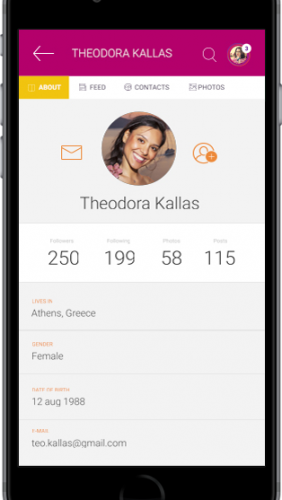 THEODORA KALLAS
3
ABOUT FEED CONTACTS PHOTOS
Theodora Kallas
Followers Following Photos Posts
250 199 58 115
LIVES IN
Athens, Greece
GENDER
Female
DATE OF BIRTH
12 aug 1988
E-MAIL
teo.kallas@gmail.com